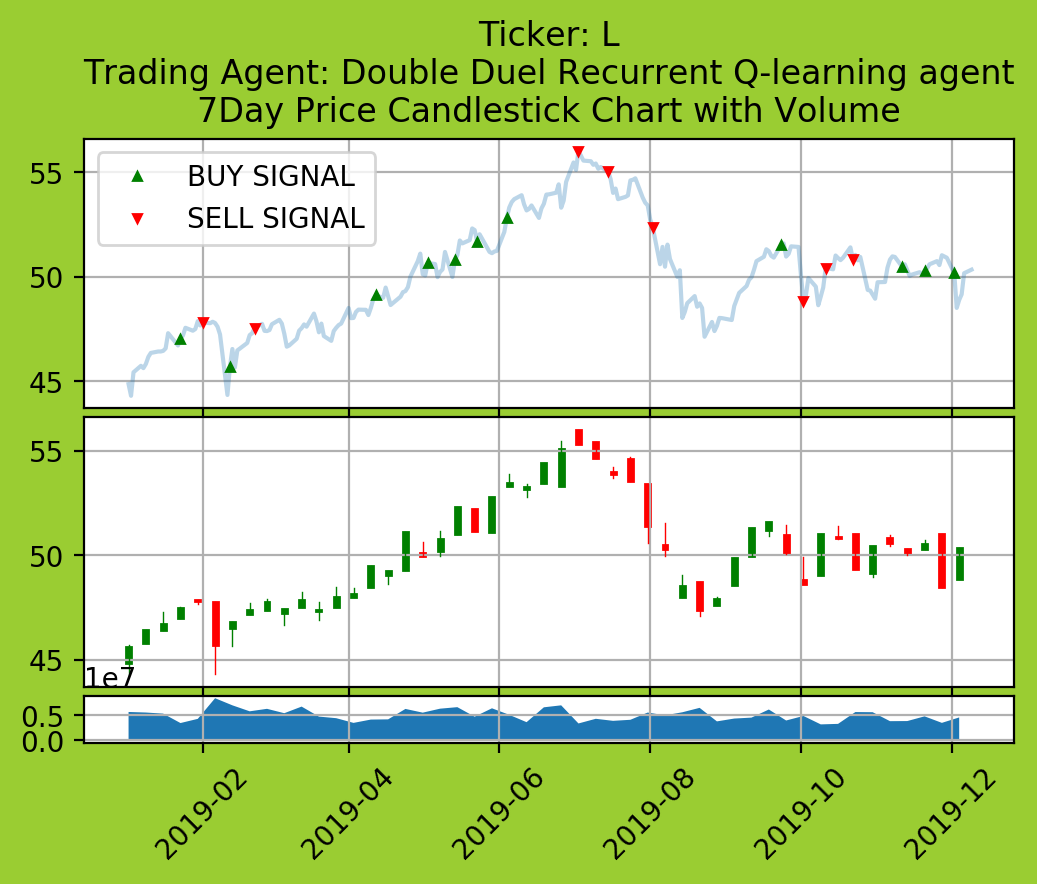 Ticker: L
Trading Agent: Double Duel Recurrent Q-learning agent
7Day Price Candlestick Chart with Volume
BUY SIGNAL
SELL SIGNAL
55
50
45
55
50
45
1e7
0.5
0.0
2019-02 2019-04 2019-06 2019-08 2019-10 2019-12